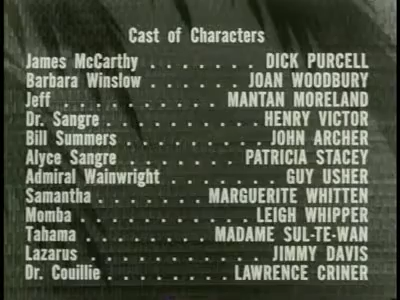 Cast of Characters
James McCarthy . . . . . . . DICK PURCELL
Barbara Winslow . . . . . . JOAN WOODBURY
Jeff . . . . . . . . . . MANTAN MORELAND
Dr. Sangre . . . . . . . . . HENRY VICTOR
Bill Summers . . . . . . . . JOHN ARCHER
Alyce Sangre . . . . . . PATRICIA STACEY
Admiral Wainwright . . . . . . GUY USHER
Samantha . . . . . . MARGUERITE WHITTEN
Momba . . . . . . . . . . LEIGH WHIPPER
Tahama . . . . . . . MADAME SUL-TE-WAN
Lazarus . . . . . . . . . . JIMMY DAVIS
Dr. Couillie . . . . . . . LAWRENCE CRINER